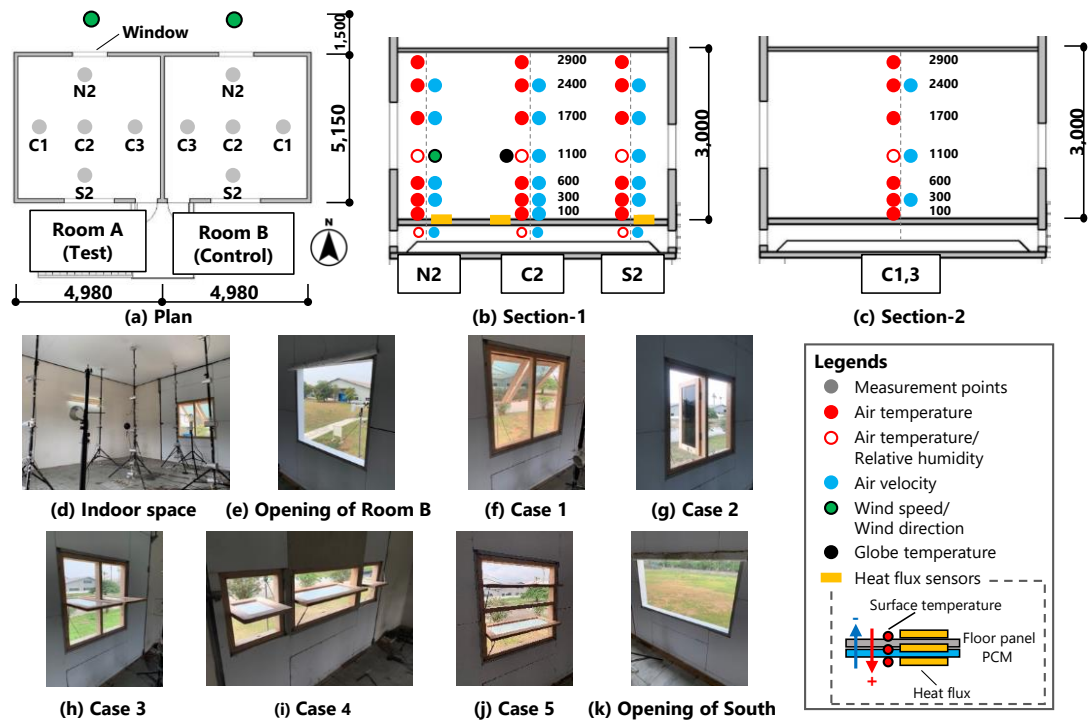 Window
1,500
N2
N2
C1
C2
C3
C3
C2
C1
5,150
S2
S2
Room A
(Test)
Room B
(Control)
N
4,980
4,980
(a) Plan
2900
2400
1700
1100
600
300
100
3,000
N2
C2
S2
(b) Section-1
2900
2400
1700
1100
600
300
100
3,000
C1,3
(c) Section-2
(d) Indoor space
(e) Opening of Room B
(f) Case 1
(g) Case 2
(h) Case 3
(i) Case 4
(j) Case 5
(k) Opening of South
Legends
Measurement points
Air temperature
Air temperature/
Relative humidity
Air velocity
Wind speed/
Wind direction
Globe temperature
Heat flux sensors
Surface temperature
-
+
Floor panel
PCM
Heat flux